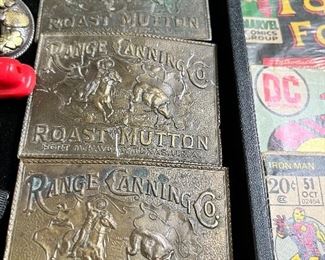 ROAST MUTTON
RANGE CANNING CO.
ROAST MUTTON
RANGE CANNING CO.
MARVEL
COMICS
GROUP
DC
IRON MAN
20¢ 51
OCT
02454